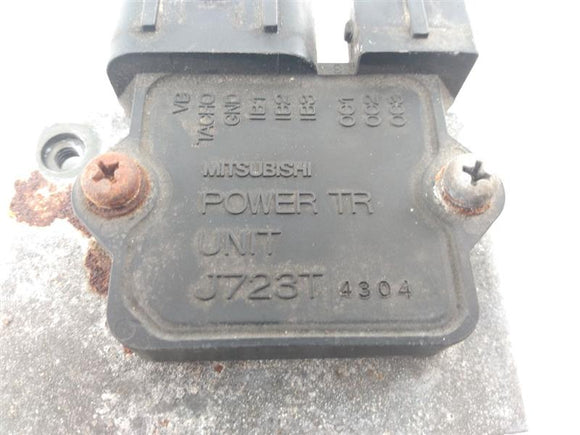 VB TACHO GND IB1 IB2 IB3 OC1 OC2 OC3
MITSUBISHI
POWER TR
UNIT
J723T 4304